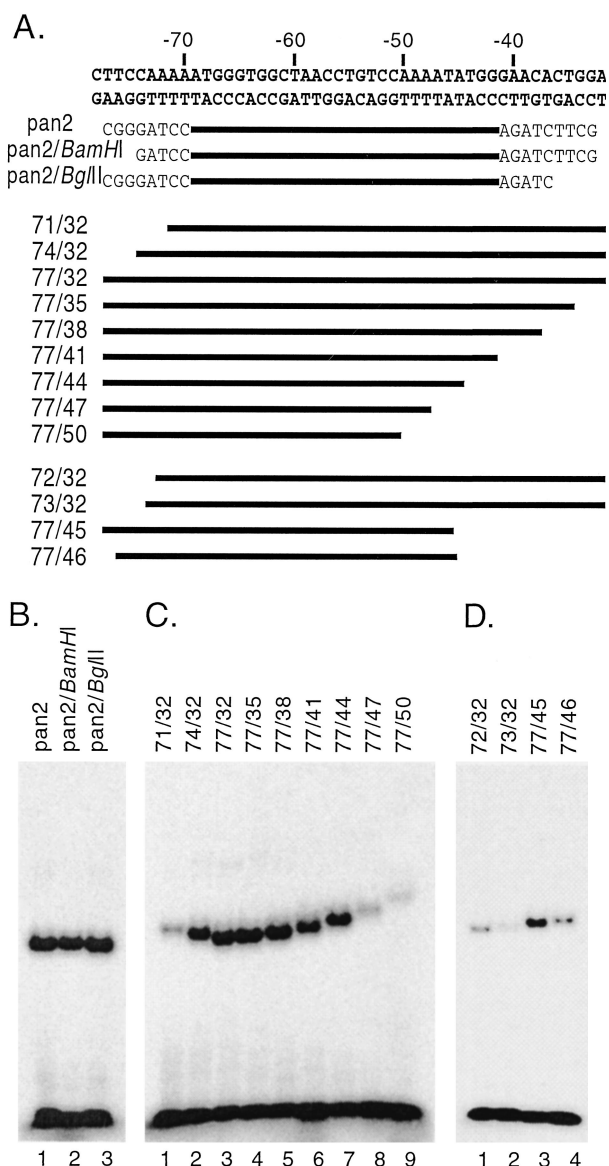 A.
-70 -60 -50 -40
CTTCCAAAAATGGGTGGCTAACCTGTCCAAAATATGGGAACACTGGA
GAAGGTTTTTACCCACCGATTGGACAGGTTTTATACCCTTGTGACCT
pan2 CGGGATCC AGATCTTCG
pan2/BamHI GATCC AGATCTTCG
pan2/BglII CGGGATCC AGATC
71/32
74/32
77/32
77/35
77/38
77/41
77/44
77/47
77/50
72/32
73/32
77/45
77/46
B. C. D.
pan2 pan2/BamHI pan2/BglII 71/32 74/32 77/32 77/35 77/38 77/41 77/44 77/47 77/50 72/32 73/32 77/45 77/46
1 2 3 1 2 3 4 5 6 7 8 9 1 2 3 4